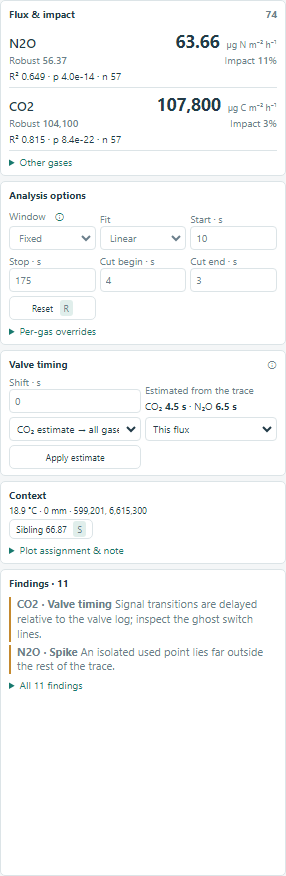 Flux & impact 74
N2O 63.66 µg N m⁻² h⁻¹
Robust 56.37 Impact 11%
R² 0.649 · p 4.0e-14 · n 57
CO2 107,800 µg C m⁻² h⁻¹
Robust 104,100 Impact 3%
R² 0.815 · p 8.4e-22 · n 57
▶ Other gases
Analysis options
Window ⓘ Fit Start · s
Fixed Linear 10
Stop · s Cut begin · s Cut end · s
175 4 3
Reset R
▶ Per-gas overrides
Valve timing ⓘ
Shift · s Estimated from the trace
0 CO₂ 4.5 s · N₂O 6.5 s
CO₂ estimate → all gase This flux
Apply estimate
Context
18.9 °C · 0 mm · 599,201, 6,615,300
Sibling 66.87 S
▶ Plot assignment & note
Findings · 11
CO2 · Valve timing Signal transitions are delayed
relative to the valve log; inspect the ghost switch
lines.
N2O · Spike An isolated used point lies far outside
the rest of the trace.
▶ All 11 findings